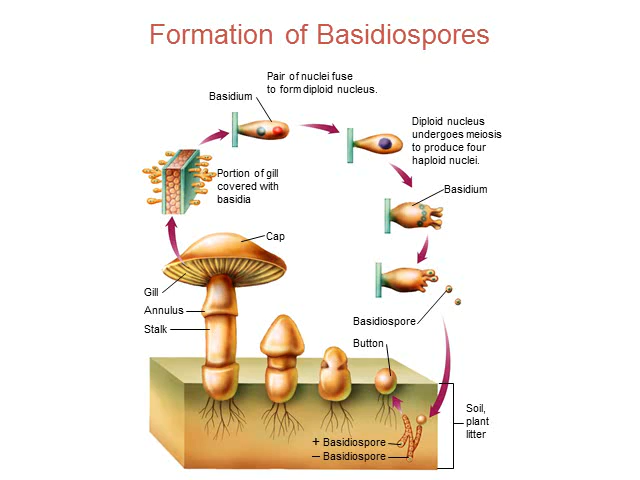 Formation of Basidiospores
Pair of nuclei fuse
to form diploid nucleus.
Basidium
Diploid nucleus
undergoes meiosis
to produce four
haploid nuclei.
Portion of gill
covered with
basidia
Basidium
Cap
Gill
Annulus
Stalk
Basidiospore
Button
Soil,
plant
litter
+ Basidiospore
– Basidiospore